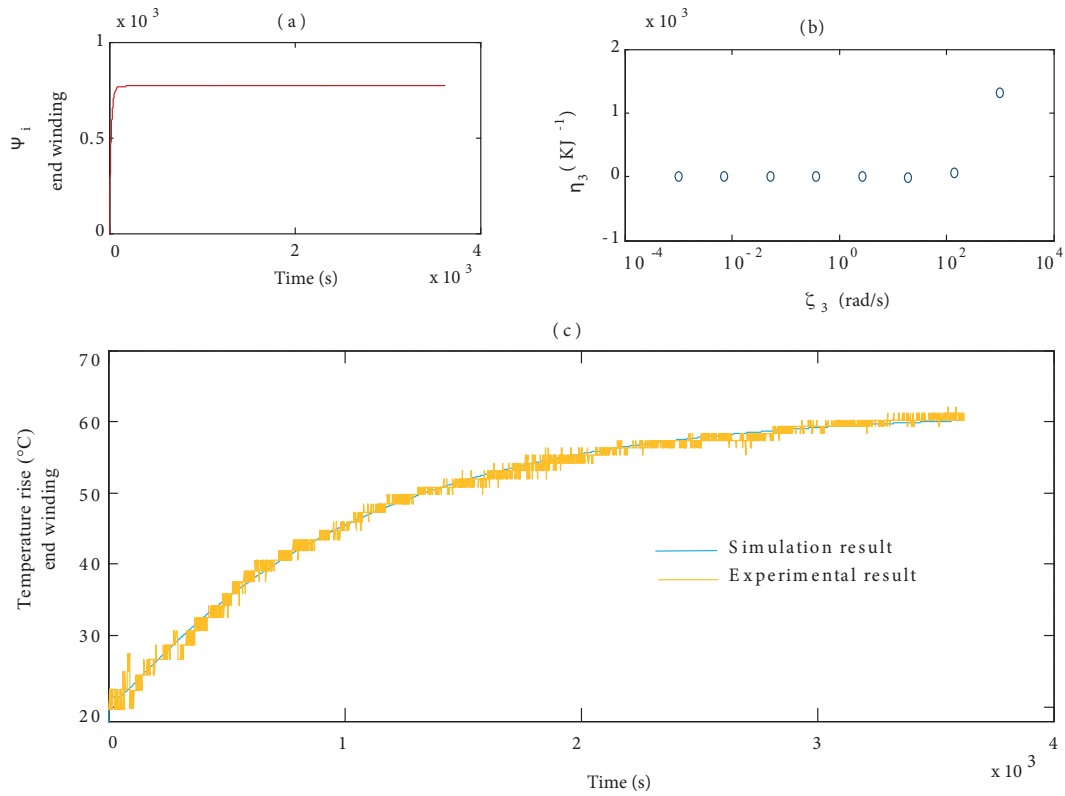 x 10 3
( a )
1
0.5
0
Ψ i
end winding
0
2
4
Time (s)
x 10 3
x 10 3
( b )
2
1
0
-1
η3 ( KJ -1 )
10 -4
10 -2
10 0
10 2
10 4
ζ 3 (rad/s)
( c )
70
60
50
40
30
20
Temperature rise (°C)
end winding
Simulation result
Experimental result
0
1
2
3
4
Time (s)
x 10 3